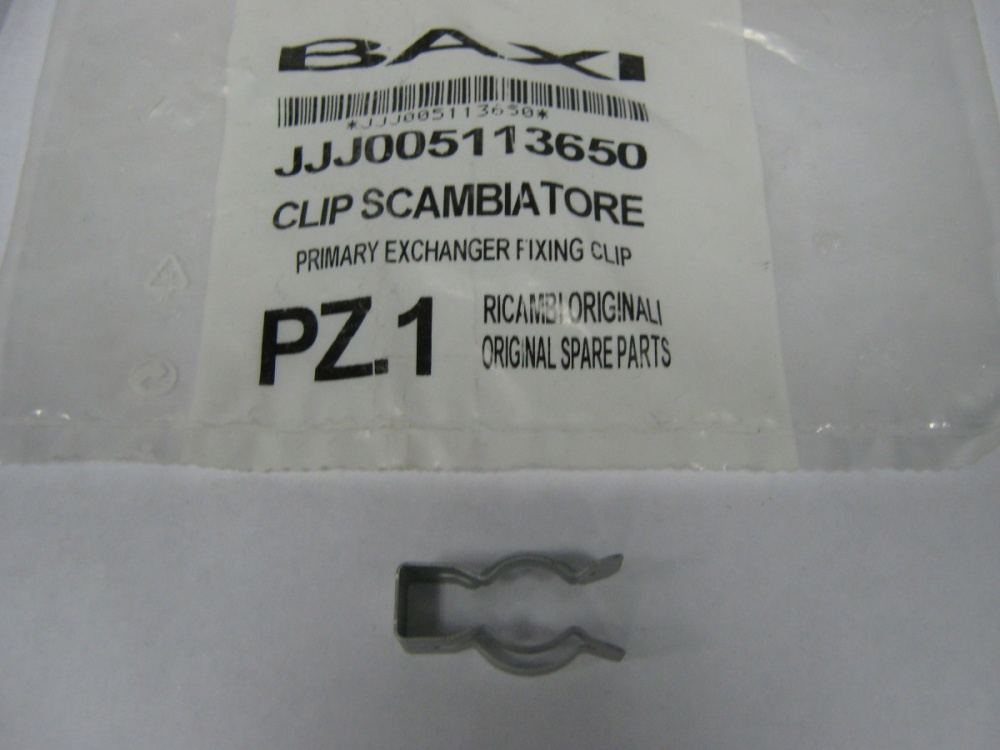 BAXI
*JJJ005113650*
JJJ005113650
CLIP SCAMBIATORE
PRIMARY EXCHANGER FIXING CLIP
PZ.1
RICAMBI ORIGINALI
ORIGINAL SPARE PARTS